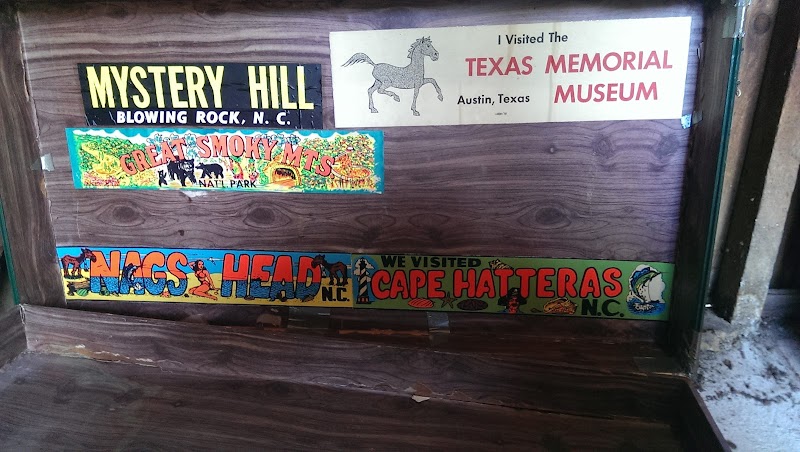 MYSTERY HILL
BLOWING ROCK, N. C.
I Visited The
TEXAS MEMORIAL
Austin, Texas MUSEUM
GREAT SMOKY MTS
NAT'L PARK
NAGS HEAD
N.C.
WE VISITED
CAPE HATTERAS
N.C.